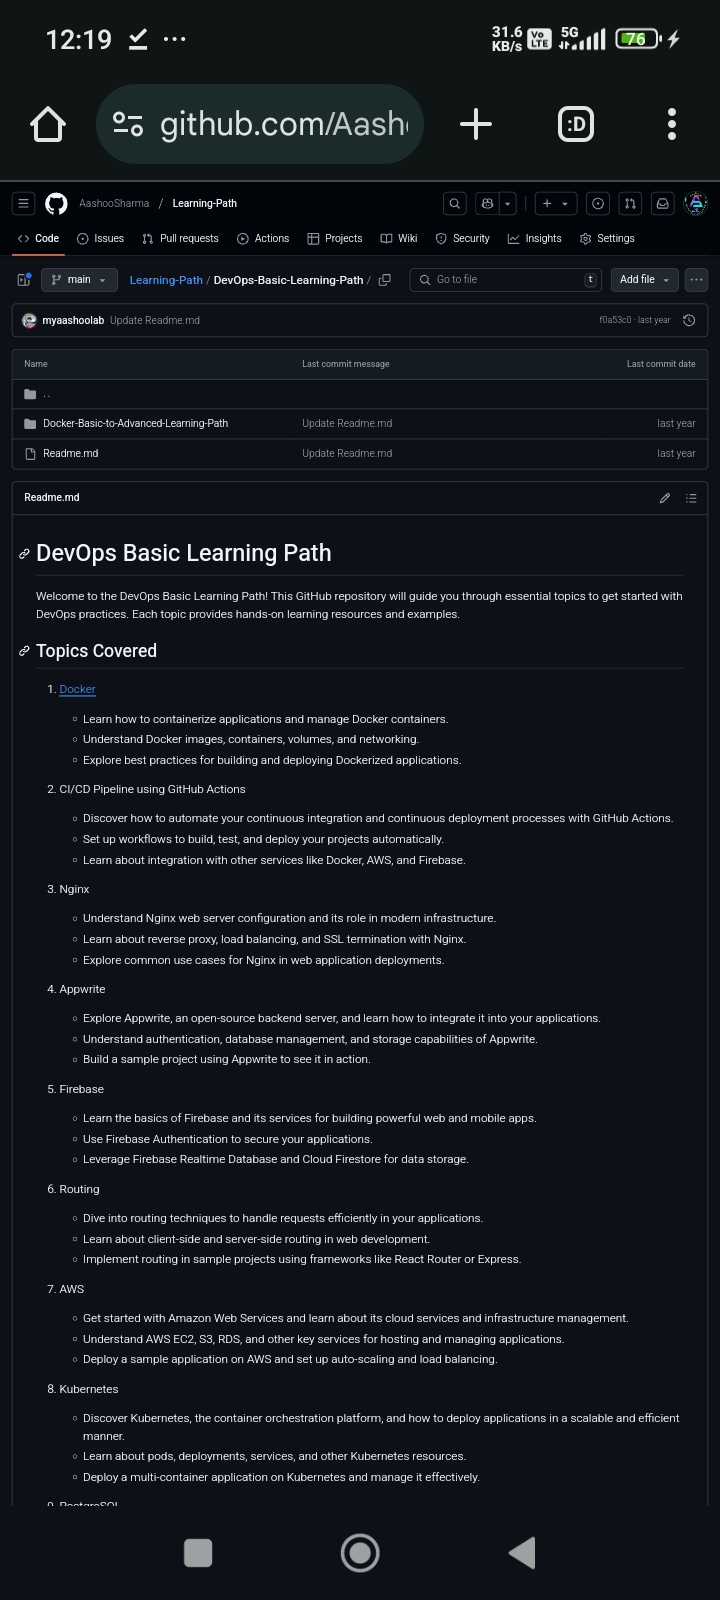 12:19
31.6
KB/s
Vo
LTE
5G
76
github.com/Aash
:D
AashooSharma / Learning-Path
Code Issues Pull requests Actions Projects Wiki Security Insights Settings
main Learning-Path / DevOps-Basic-Learning-Path / Go to file t Add file
myaashoolab Update Readme.md f0a53c0 · last year
Name Last commit message Last commit date
..
Docker-Basic-to-Advanced-Learning-Path Update Readme.md last year
Readme.md Update Readme.md last year
Readme.md
DevOps Basic Learning Path
Welcome to the DevOps Basic Learning Path! This GitHub repository will guide you through essential topics to get started with
DevOps practices. Each topic provides hands-on learning resources and examples.
Topics Covered
1. Docker
Learn how to containerize applications and manage Docker containers.
Understand Docker images, containers, volumes, and networking.
Explore best practices for building and deploying Dockerized applications.
2. CI/CD Pipeline using GitHub Actions
Discover how to automate your continuous integration and continuous deployment processes with GitHub Actions.
Set up workflows to build, test, and deploy your projects automatically.
Learn about integration with other services like Docker, AWS, and Firebase.
3. Nginx
Understand Nginx web server configuration and its role in modern infrastructure.
Learn about reverse proxy, load balancing, and SSL termination with Nginx.
Explore common use cases for Nginx in web application deployments.
4. Appwrite
Explore Appwrite, an open-source backend server, and learn how to integrate it into your applications.
Understand authentication, database management, and storage capabilities of Appwrite.
Build a sample project using Appwrite to see it in action.
5. Firebase
Learn the basics of Firebase and its services for building powerful web and mobile apps.
Use Firebase Authentication to secure your applications.
Leverage Firebase Realtime Database and Cloud Firestore for data storage.
6. Routing
Dive into routing techniques to handle requests efficiently in your applications.
Learn about client-side and server-side routing in web development.
Implement routing in sample projects using frameworks like React Router or Express.
7. AWS
Get started with Amazon Web Services and learn about its cloud services and infrastructure management.
Understand AWS EC2, S3, RDS, and other key services for hosting and managing applications.
Deploy a sample application on AWS and set up auto-scaling and load balancing.
8. Kubernetes
Discover Kubernetes, the container orchestration platform, and how to deploy applications in a scalable and efficient
manner.
Learn about pods, deployments, services, and other Kubernetes resources.
Deploy a multi-container application on Kubernetes and manage it effectively.
9. PostgreSQL